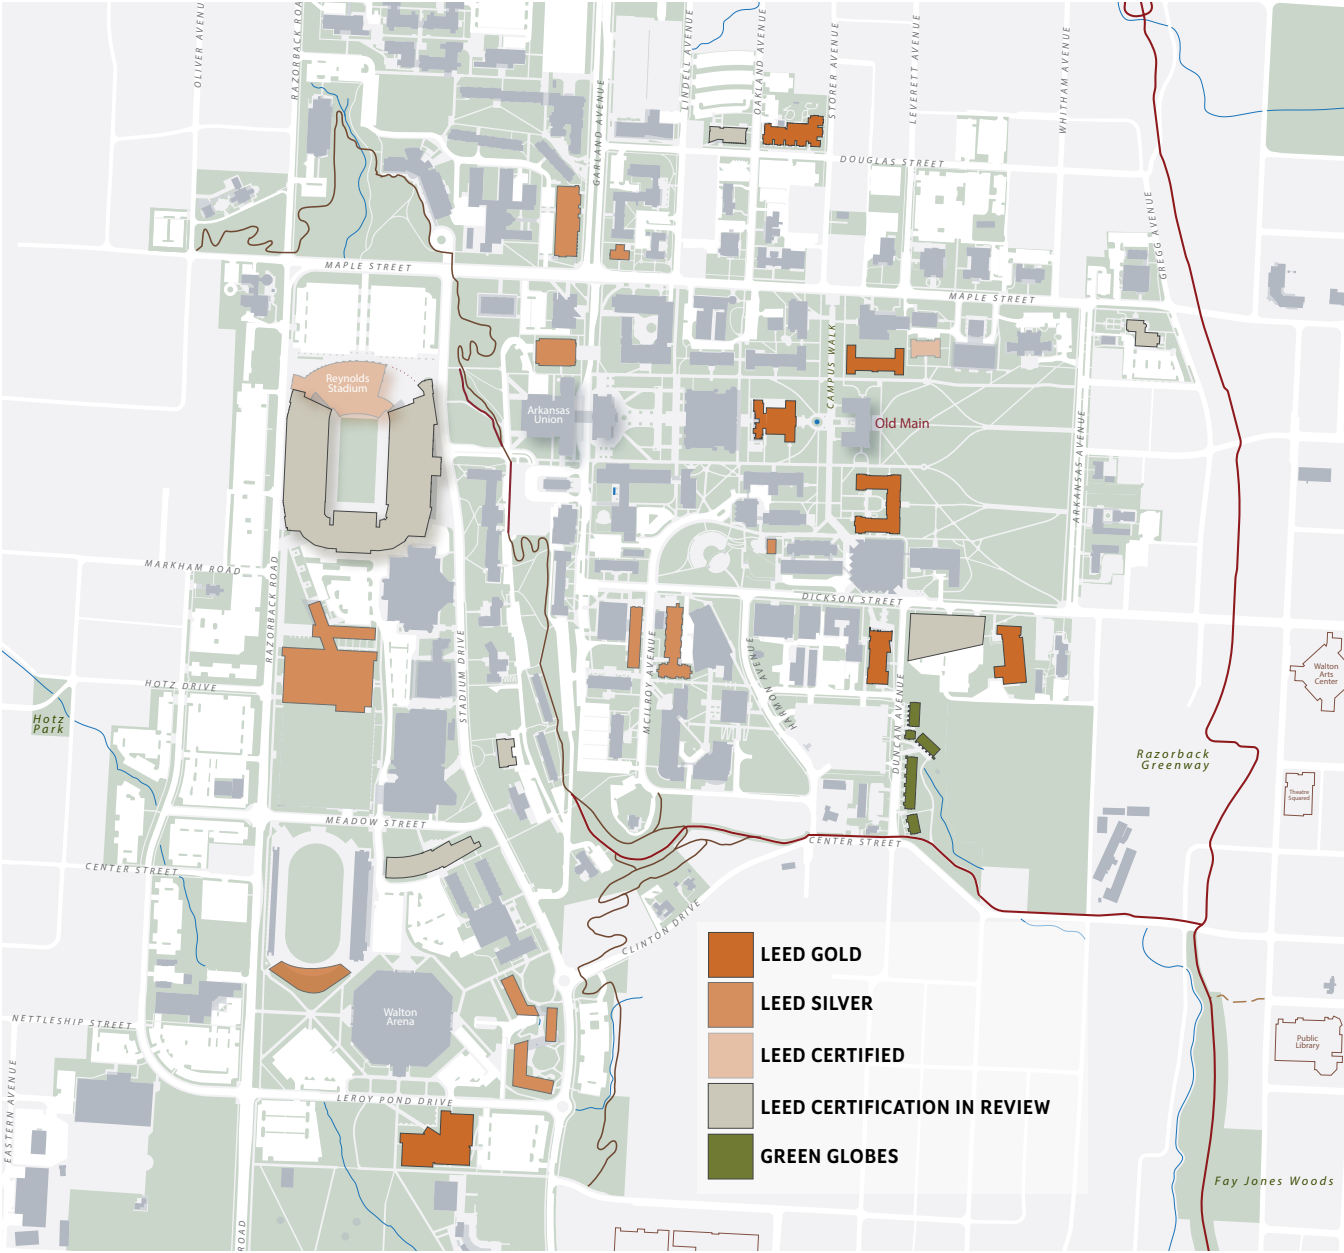 OLIVER AVENUE
RAZORBACK ROAD
GARLAND AVENUE
LINDELL AVENUE
OAKLAND AVENUE
STORER AVENUE
LEVERETT AVENUE
WHITHAM AVENUE
DOUGLAS STREET
GREGG AVENUE
MAPLE STREET
MAPLE STREET
CAMPUS WALK
Reynolds
Stadium
Arkansas
Union
Old Main
ARKANSAS AVENUE
MARKHAM ROAD
RAZORBACK ROAD
DICKSON STREET
STADIUM DRIVE
MCILROY AVENUE
HARMON AVENUE
DUNCAN AVENUE
Walton
Arts
Center
HOTZ DRIVE
Hotz
Park
Razorback
Greenway
Theatre
Squared
MEADOW STREET
CENTER STREET
CENTER STREET
CLINTON DRIVE
Walton
Arena
NETTLESHIP STREET
Public
Library
EASTERN AVENUE
LEROY POND DRIVE
LEED GOLD
LEED SILVER
LEED CERTIFIED
LEED CERTIFICATION IN REVIEW
GREEN GLOBES
Fay Jones Woods
ROAD